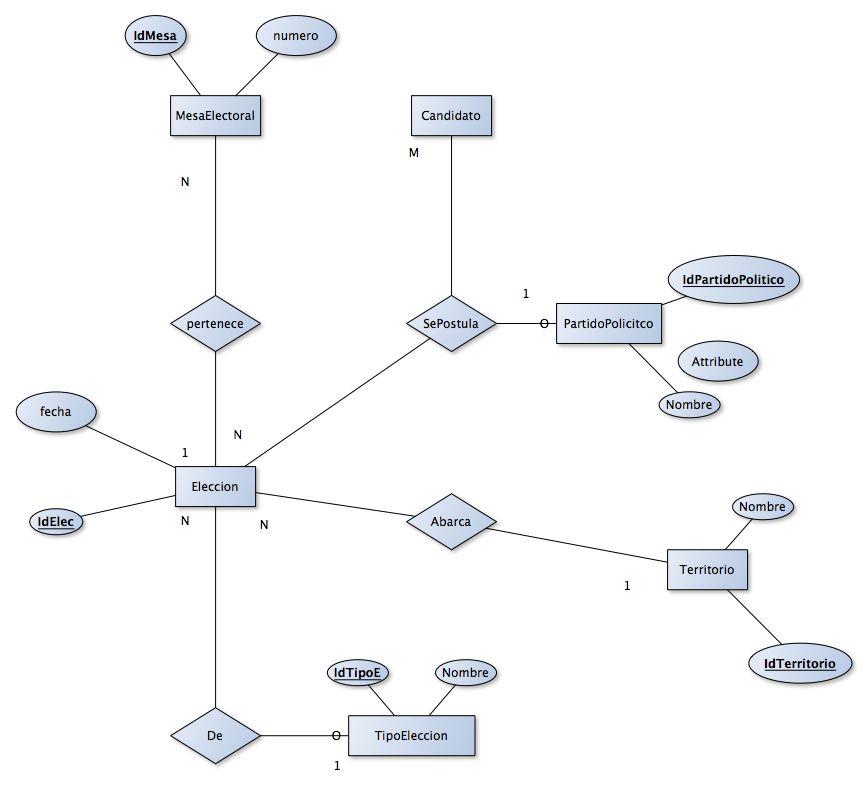 IdMesa
numero
MesaElectoral
Candidato
M
N
IdPartidoPolitico
1
pertenece
SePostula
O
PartidoPolicitco
Attribute
Nombre
fecha
N
1
Eleccion
Nombre
IdElec
N
N
Abarca
Territorio
1
IdTerritorio
IdTipoE
Nombre
De
O
TipoEleccion
1